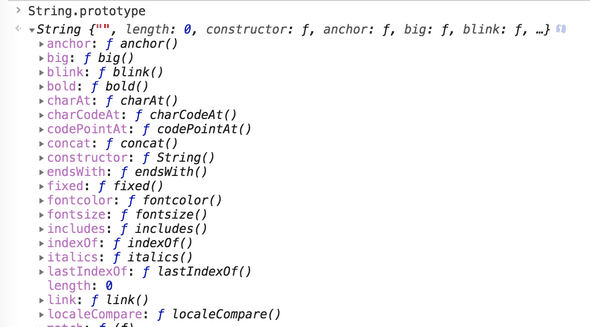 > String.prototype
String {"", length: 0, constructor: ƒ, anchor: ƒ, big: ƒ, blink: ƒ, …}
anchor: ƒ anchor()
big: ƒ big()
blink: ƒ blink()
bold: ƒ bold()
charAt: ƒ charAt()
charCodeAt: ƒ charCodeAt()
codePointAt: ƒ codePointAt()
concat: ƒ concat()
constructor: ƒ String()
endsWith: ƒ endsWith()
fixed: ƒ fixed()
fontcolor: ƒ fontcolor()
fontsize: ƒ fontsize()
includes: ƒ includes()
indexOf: ƒ indexOf()
italics: ƒ italics()
lastIndexOf: ƒ lastIndexOf()
length: 0
link: ƒ link()
localeCompare: ƒ localeCompare()